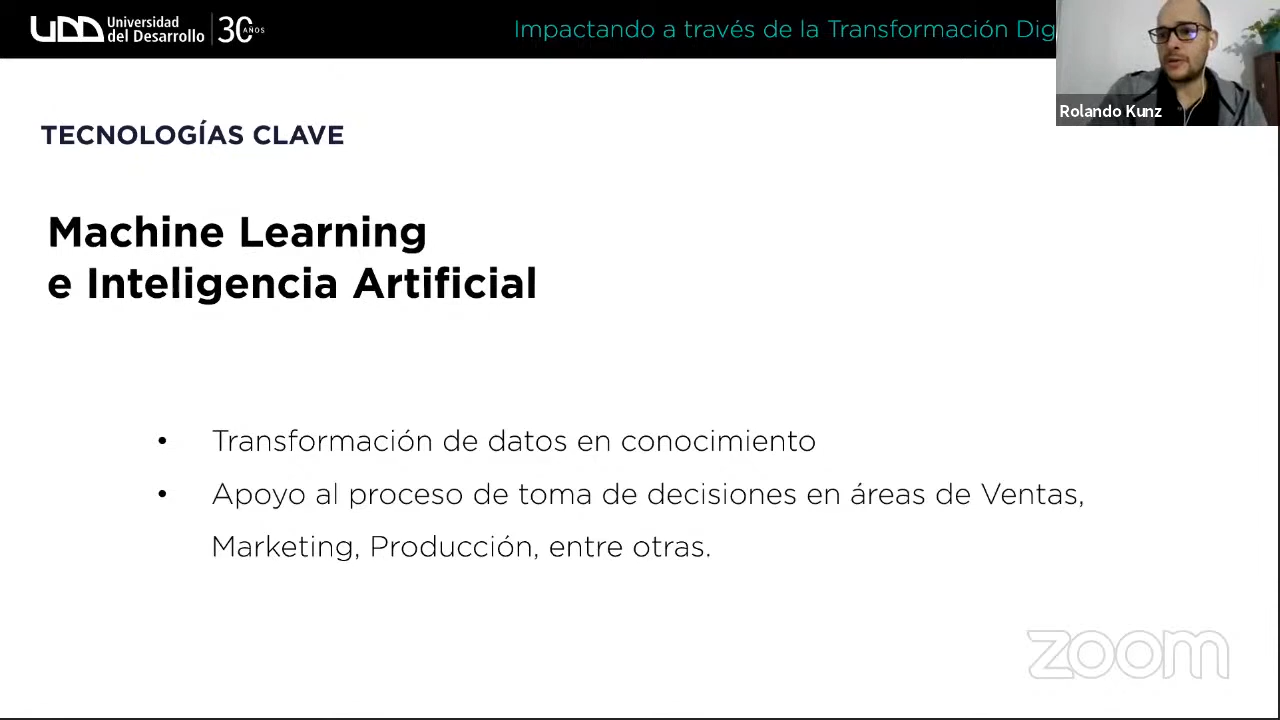 UDD Universidad
del Desarrollo 30 AÑOS
Impactando a través de la Transformación
Rolando Kunz
TECNOLOGÍAS CLAVE
Machine Learning
e Inteligencia Artificial
• Transformación de datos en conocimiento
• Apoyo al proceso de toma de decisiones en áreas de Ventas,
Marketing, Producción, entre otras.
zoom